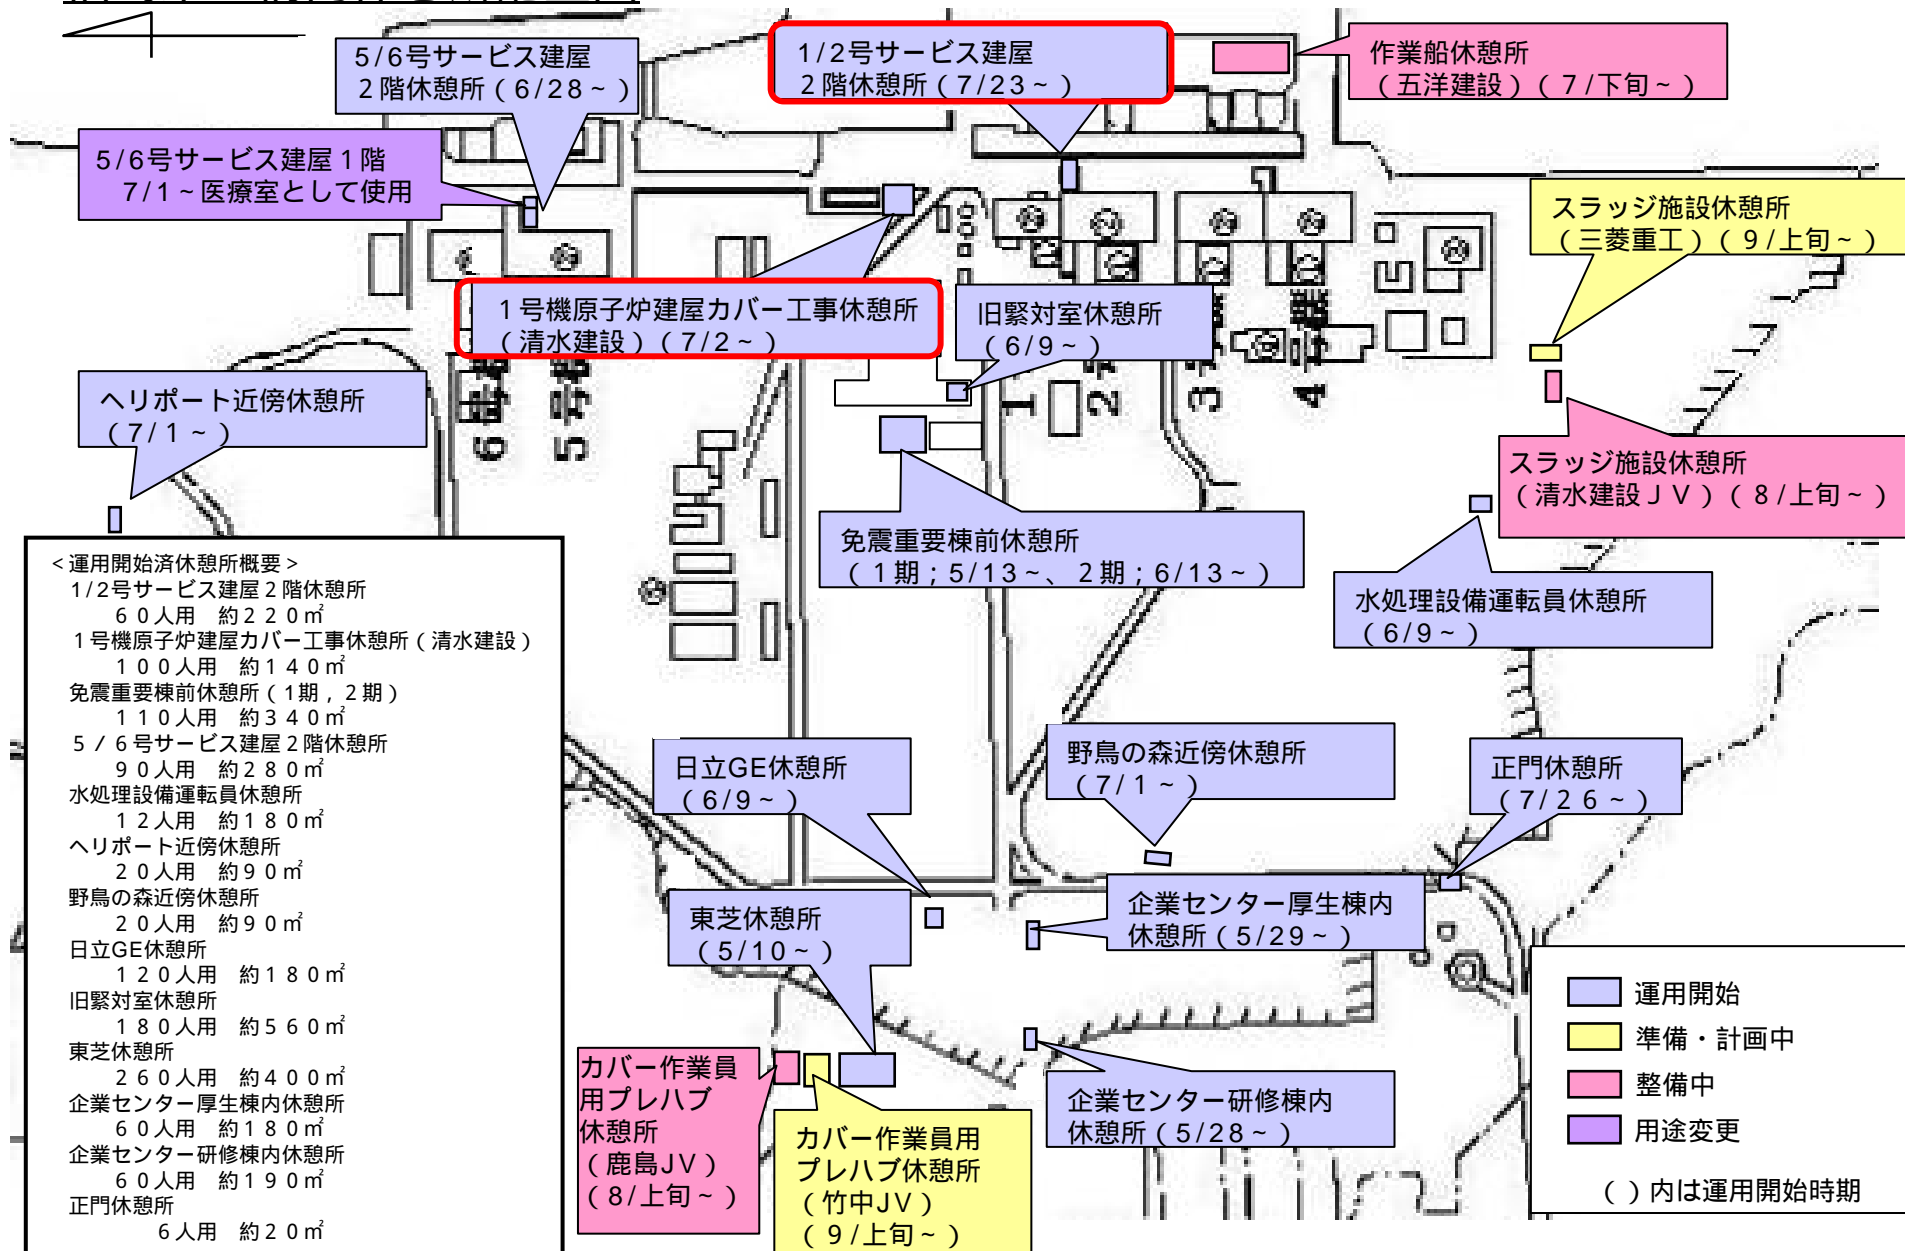 5/6号サービス建屋
２階休憩所（6/28～）
1/2号サービス建屋
２階休憩所（7/23～）
作業船休憩所
（五洋建設）（７/下旬～）
5/6号サービス建屋１階
7/1～医療室として使用
スラッジ施設休憩所
（三菱重工）（９/上旬～）
１号機原子炉建屋カバー工事休憩所
（清水建設）（7/2～）
旧緊対室休憩所
（6/9～）
ヘリポート近傍休憩所
（7/1～）
スラッジ施設休憩所
（清水建設ＪＶ）（８/上旬～）
免震重要棟前休憩所
（１期；5/13～、２期；6/13～）
水処理設備運転員休憩所
（6/9～）
＜運用開始済休憩所概要＞
1/2号サービス建屋２階休憩所
６０人用　約２２０㎡
１号機原子炉建屋カバー工事休憩所（清水建設）
１００人用　約１４０㎡
免震重要棟前休憩所（１期，２期）
１１０人用　約３４０㎡
５／６号サービス建屋２階休憩所
９０人用　約２８０㎡
水処理設備運転員休憩所
１２人用　約１８０㎡
ヘリポート近傍休憩所
２０人用　約９０㎡
野鳥の森近傍休憩所
２０人用　約９０㎡
日立GE休憩所
１２０人用　約１８０㎡
旧緊対室休憩所
１８０人用　約５６０㎡
東芝休憩所
２６０人用　約４００㎡
企業センター厚生棟内休憩所
６０人用　約１８０㎡
企業センター研修棟内休憩所
６０人用　約１９０㎡
正門休憩所
６人用　約２０㎡
日立GE休憩所
（6/9～）
野鳥の森近傍休憩所
（7/1～）
正門休憩所
（7/２６～）
東芝休憩所
（5/10～）
企業センター厚生棟内
休憩所（5/29～）
カバー作業員
用プレハブ
休憩所
（鹿島JV）
（８/上旬～）
カバー作業員用
プレハブ休憩所
（竹中JV）
（９/上旬～）
企業センター研修棟内
休憩所（5/28～）
運用開始
準備・計画中
整備中
用途変更
（）内は運用開始時期